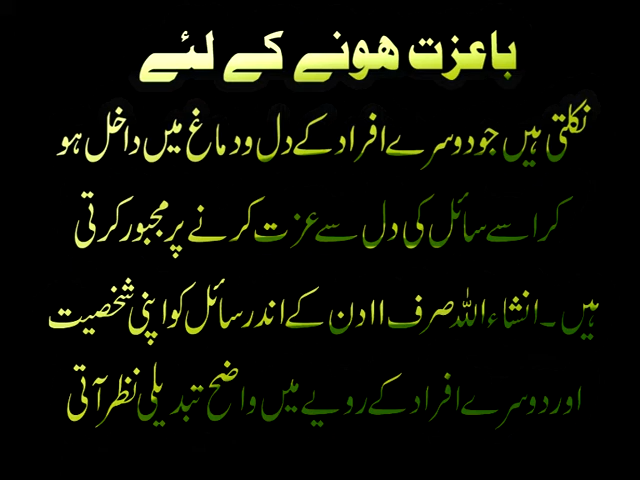 باعزت ہونے کے لئے
نکلتی ہیں جو دوسرے افراد کے دل و دماغ میں داخل ہو
کر اسے سائل کی دل سے عزت کرنے پر مجبور کرتی
ہیں۔ انشاء اللہ صرف ۱۱ دن کے اندر سائل کو اپنی شخصیت
اور دوسرے افراد کے رویے میں واضح تبدیلی نظر آتی